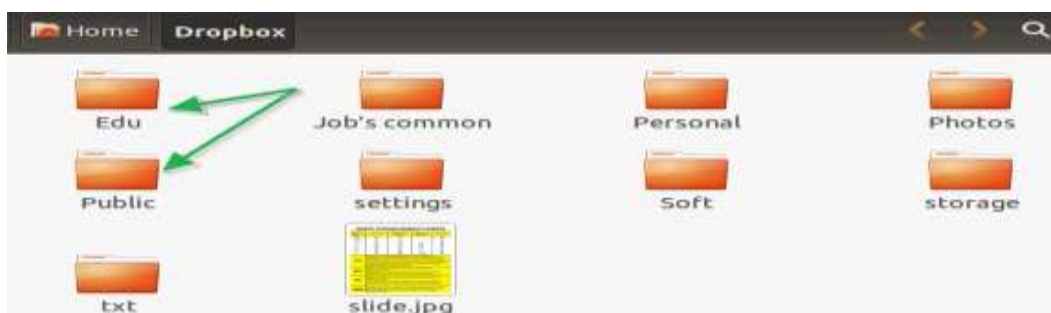 Home Dropbox
Edu Job's common Personal Photos
Public settings Soft storage
txt slide.jpg